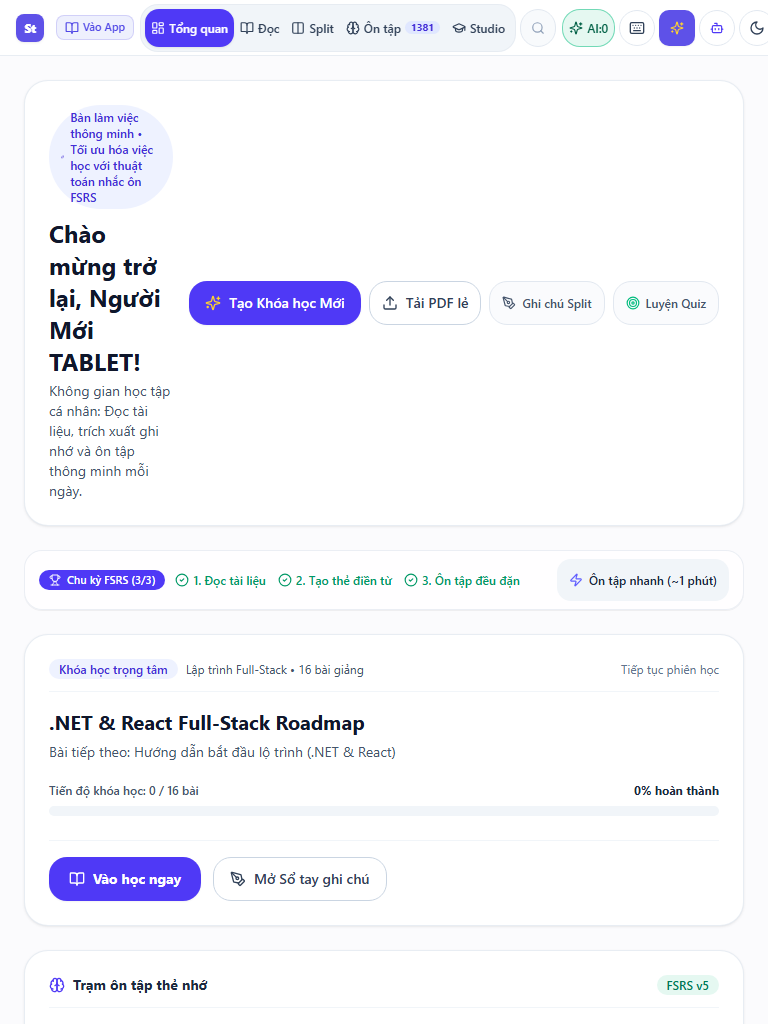 St
Vào App
Tổng quan
Đọc
Split
Ôn tập 1381
Studio
AI:0
Bàn làm việc
thông minh •
Tối ưu hóa việc
học với thuật
toán nhắc ôn
FSRS
Chào
mừng trở
lại, Người
Mới
TABLET!
Không gian học tập
cá nhân: Đọc tài
liệu, trích xuất ghi
nhớ và ôn tập
thông minh mỗi
ngày.
Tạo Khóa học Mới
Tải PDF lẻ
Ghi chú Split
Luyện Quiz
Chu kỳ FSRS (3/3)
1. Đọc tài liệu
2. Tạo thẻ điền từ
3. Ôn tập đều đặn
Ôn tập nhanh (~1 phút)
Khóa học trọng tâm
Lập trình Full-Stack • 16 bài giảng
Tiếp tục phiên học
.NET & React Full-Stack Roadmap
Bài tiếp theo: Hướng dẫn bắt đầu lộ trình (.NET & React)
Tiến độ khóa học: 0 / 16 bài
0% hoàn thành
Vào học ngay
Mở Sổ tay ghi chú
Trạm ôn tập thẻ nhớ
FSRS v5